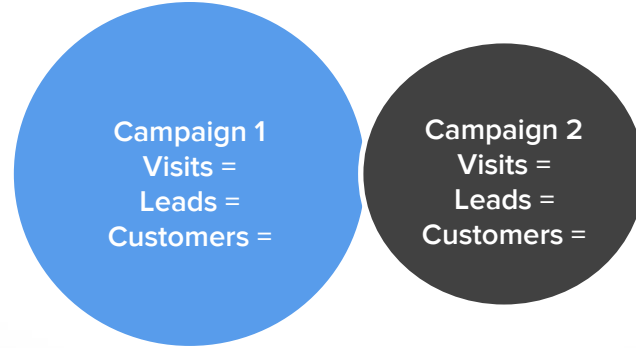 Campaign 1
Visits =
Leads =
Customers =
Campaign 2
Visits =
Leads =
Customers =